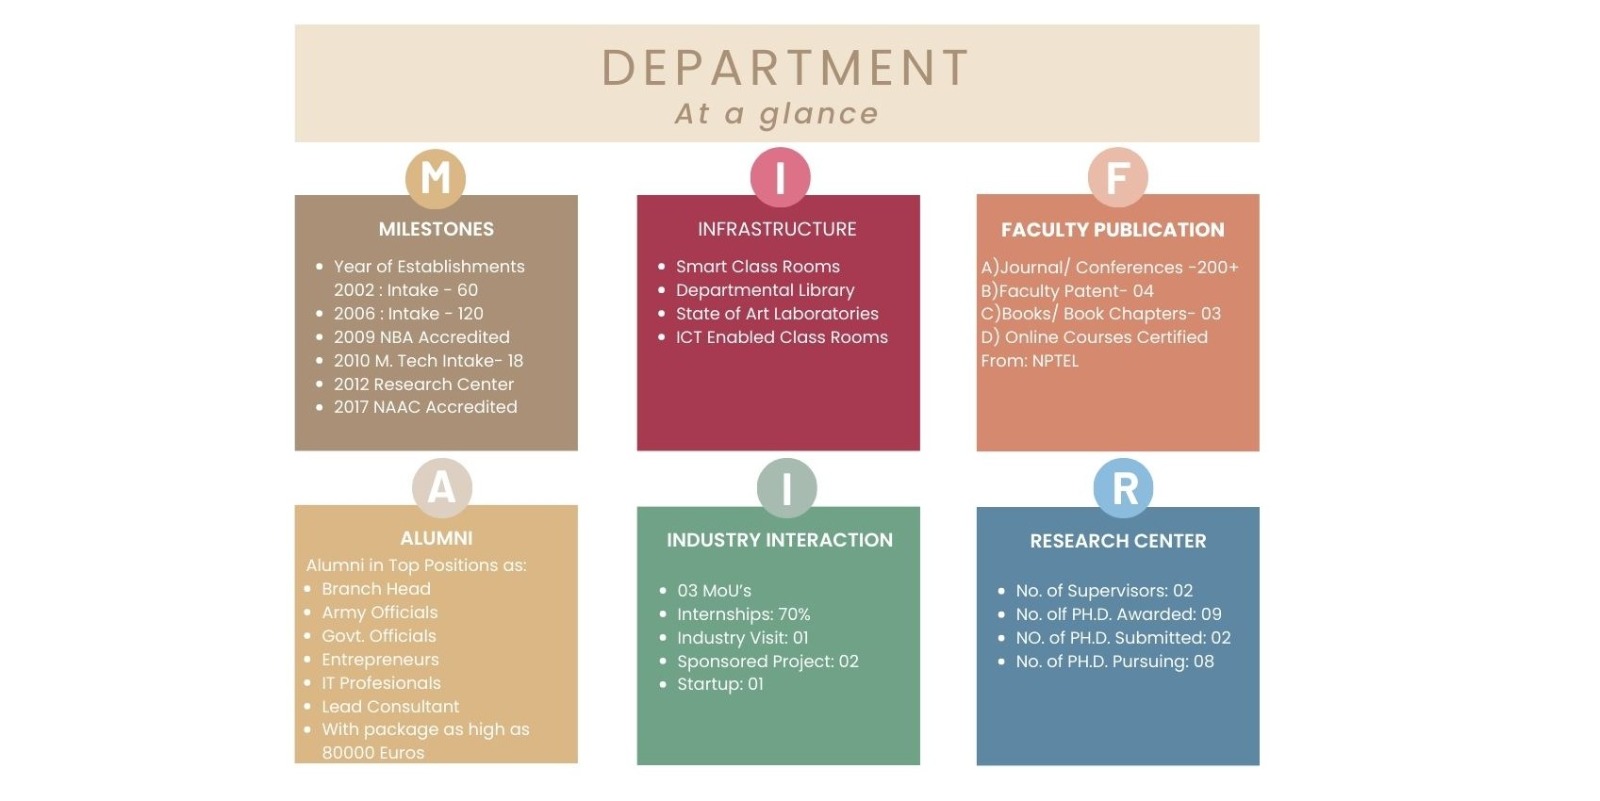 DEPARTMENT
At a glance
M
MILESTONES
Year of Establishments
2002 : Intake - 60
2006 : Intake - 120
2009 NBA Accredited
2010 M. Tech Intake- 18
2012 Research Center
2017 NAAC Accredited
I
INFRASTRUCTURE
Smart Class Rooms
Departmental Library
State of Art Laboratories
ICT Enabled Class Rooms
F
FACULTY PUBLICATION
A)Journal/ Conferences -200+
B)Faculty Patent- 04
C)Books/ Book Chapters- 03
D) Online Courses Certified
From: NPTEL
A
ALUMNI
Alumni in Top Positions as:
Branch Head
Army Officials
Govt. Officials
Entrepreneurs
IT Profesionals
Lead Consultant
With package as high as
80000 Euros
I
INDUSTRY INTERACTION
03 MoU's
Internships: 70%
Industry Visit: 01
Sponsored Project: 02
Startup: 01
R
RESEARCH CENTER
No. of Supervisors: 02
No. olf PH.D. Awarded: 09
NO. of PH.D. Submitted: 02
No. of PH.D. Pursuing: 08